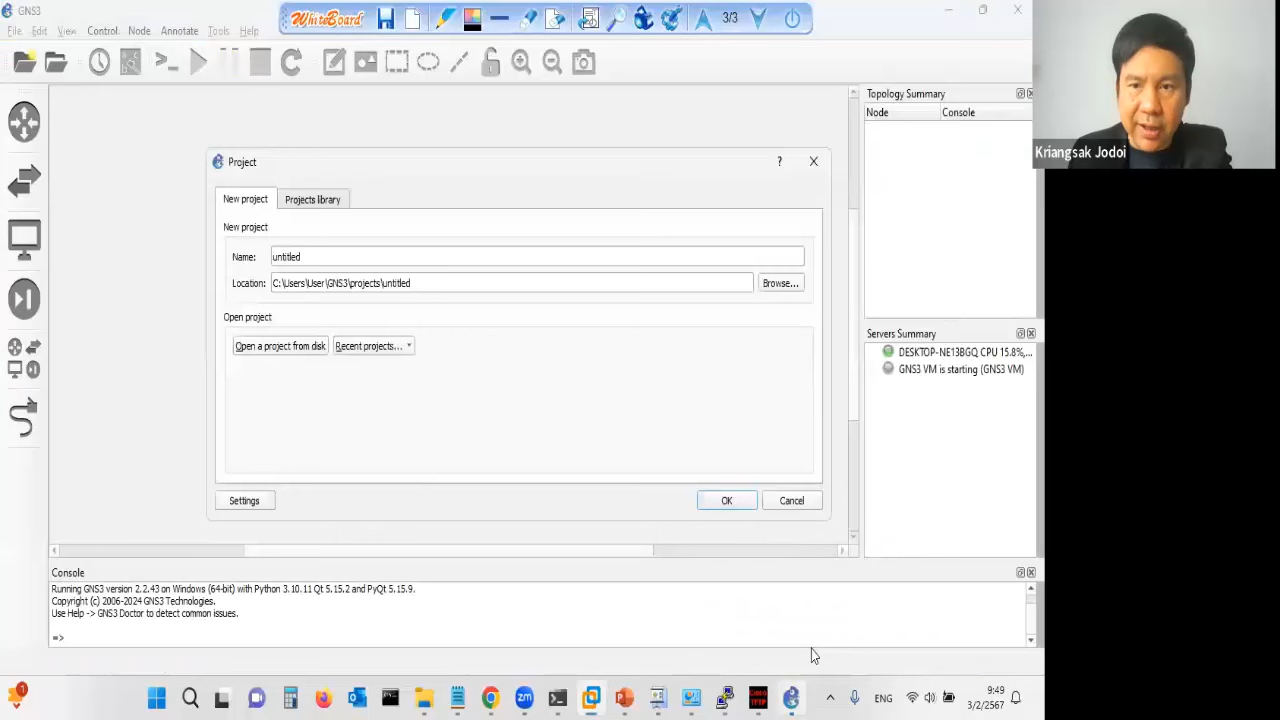 GNS3
WhiteBoard
3/3
File Edit View Control Node Annotate Tools Help
Topology Summary
Node Console
Kriangsak Jodoi
Project
? 
New project Projects library
New project
Name: untitled
Location: C:\Users\User\GNS3\projects\untitled Browse...
Open project
Open a project from disk Recent projects...
Settings OK Cancel
Servers Summary
DESKTOP-NE13BGQ CPU 15.8%,...
GNS3 VM is starting (GNS3 VM)
Console
Running GNS3 version 2.2.43 on Windows (64-bit) with Python 3.10.11 Qt 5.15.2 and PyQt 5.15.9.
Copyright (c) 2006-2024 GNS3 Technologies.
Use Help -> GNS3 Doctor to detect common issues.
=>
1
zm
ENG
9:49
3/2/2567